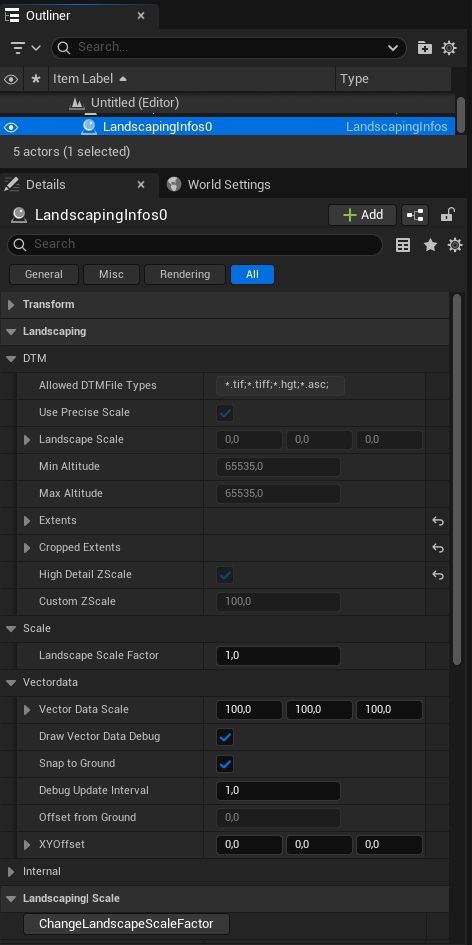 Outliner
Search...
Item Label Type
Untitled (Editor)
LandscapingInfos0 LandscapingInfos
5 actors (1 selected)
Details World Settings
LandscapingInfos0 Add
Search
General Misc Rendering All
Transform
Landscaping
DTM
Allowed DTMFile Types *.tif;*.tiff;*.hgt;*.asc;
Use Precise Scale
Landscape Scale 0,0 0,0 0,0
Min Altitude 65535,0
Max Altitude 65535,0
Extents
Cropped Extents
High Detail ZScale
Custom ZScale 100,0
Scale
Landscape Scale Factor 1,0
Vectordata
Vector Data Scale 100,0 100,0 100,0
Draw Vector Data Debug
Snap to Ground
Debug Update Interval 1,0
Offset from Ground 0,0
XYOffset 0,0 0,0 0,0
Internal
Landscaping| Scale
ChangeLandscapeScaleFactor